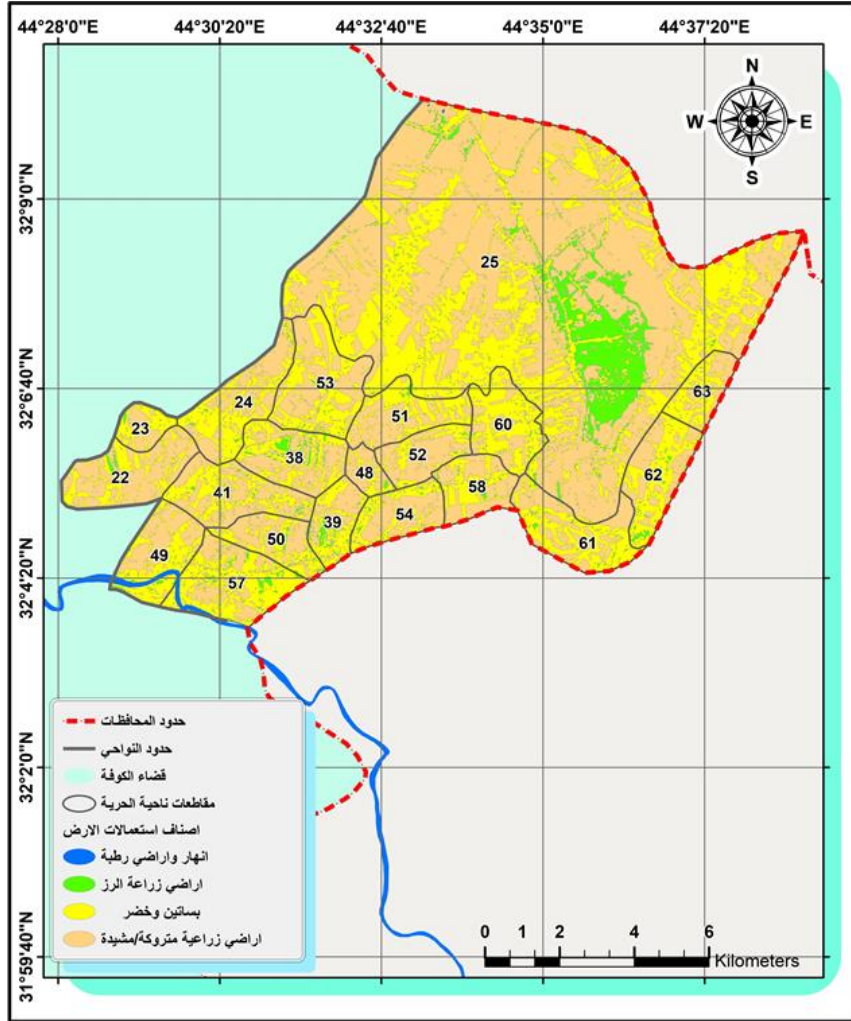 44°28'0"E 44°30'20"E 44°32'40"E 44°35'0"E 44°37'20"E
N
W E
S
32°9'0"N
32°6'40"N
32°4'20"N
32°2'0"N
31°59'40"N
25
53
24
63
23
51
60
38
52
48
22
62
41
58
39
54
50
61
49
57
حدود المحافظات
حدود النواحي
قضاء الكوفة
مقاطعات ناحية الحرية
اصناف استعمالات الارض
انهار واراضي رطبة
اراضي زراعة الرز
بساتين وخضر
اراضي زراعية متروكة/مشيدة
0 1 2 4 6
Kilometers